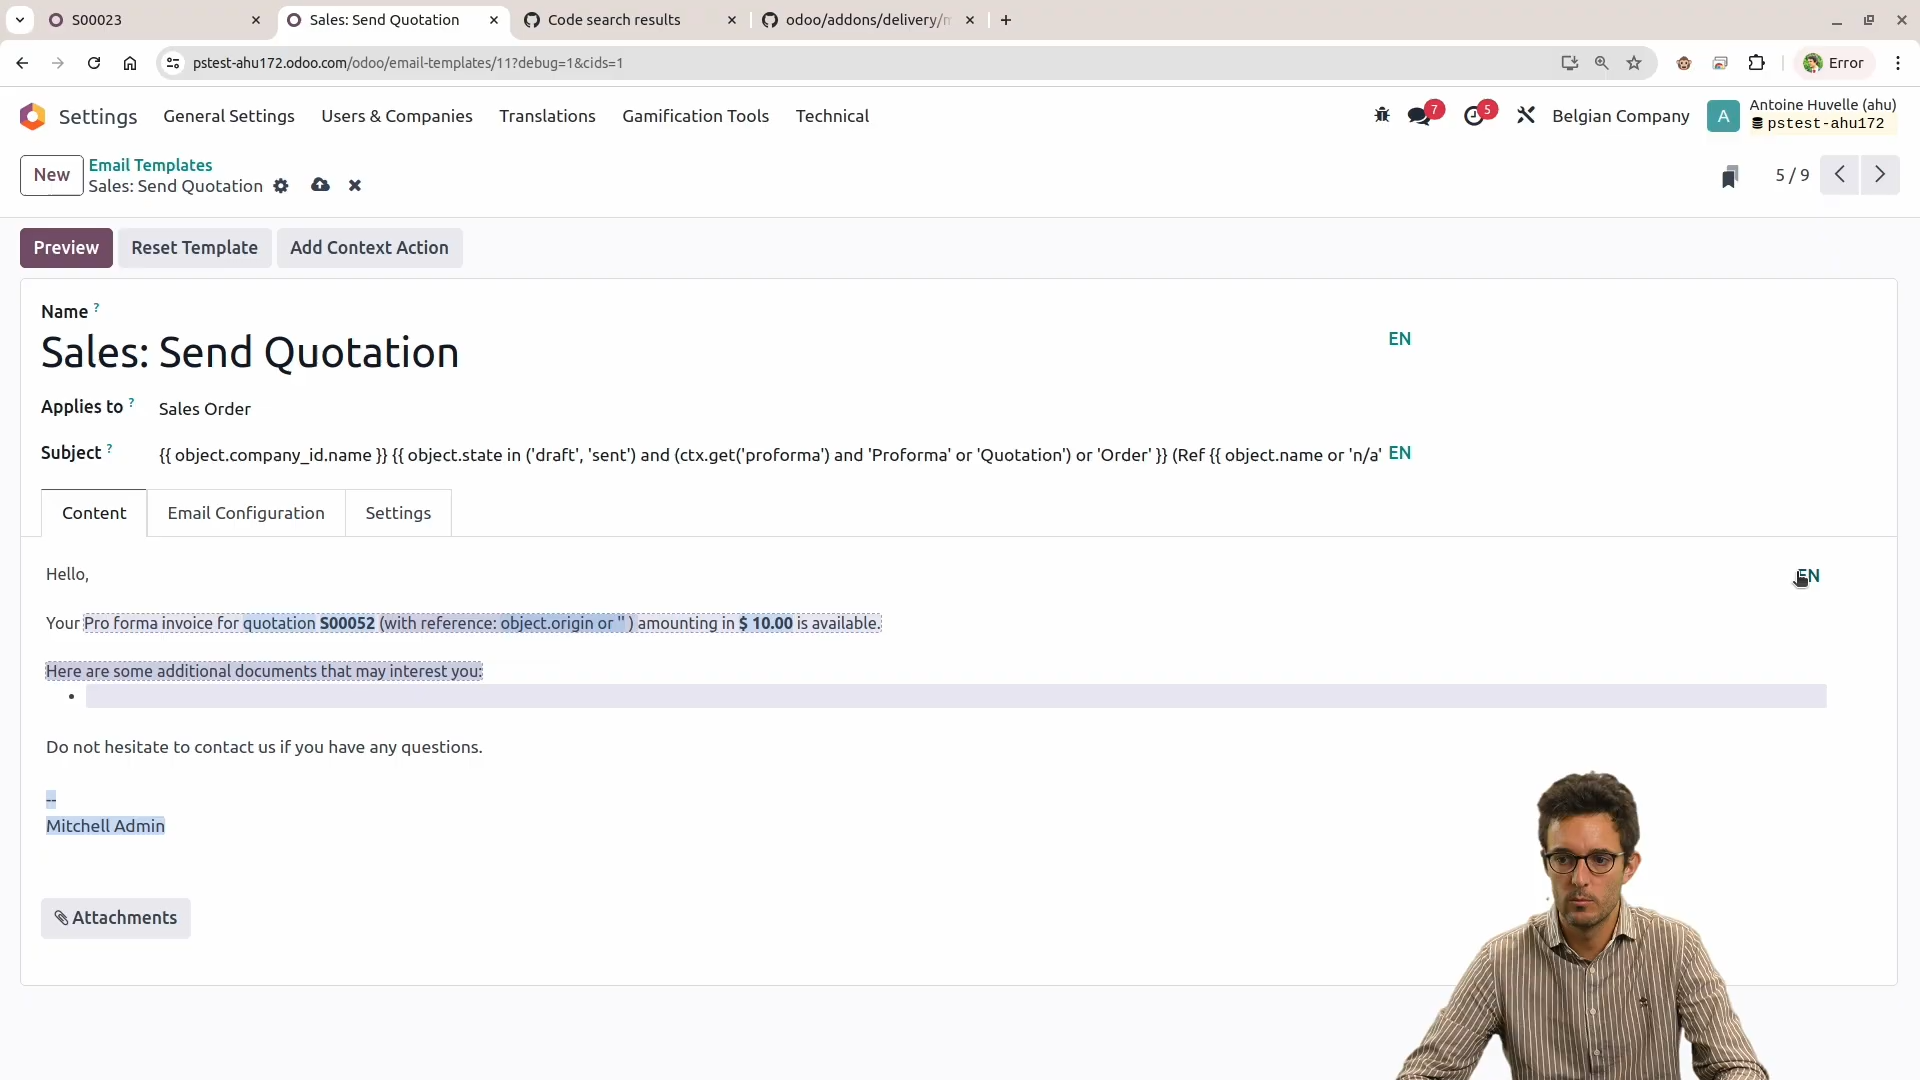 S00023
Sales: Send Quotation
Code search results
odoo/addons/delivery/
pstest-ahu172.odoo.com/odoo/email-templates/11?debug=1&cids=1
Error
Settings
General Settings
Users & Companies
Translations
Gamification Tools
Technical
7
5
Belgian Company
A
Antoine Huvelle (ahu)
pstest-ahu172
New
Email Templates
Sales: Send Quotation
5 / 9
Preview
Reset Template
Add Context Action
Name ?
Sales: Send Quotation
EN
Applies to ?
Sales Order
Subject ?
{{ object.company_id.name }} {{ object.state in ('draft', 'sent') and (ctx.get('proforma') and 'Proforma' or 'Quotation') or 'Order' }} (Ref {{ object.name or 'n/a'
EN
Content
Email Configuration
Settings
Hello,
EN
Your Pro forma invoice for quotation S00052 (with reference: object.origin or '' ) amounting in $ 10.00 is available.
Here are some additional documents that may interest you:
Do not hesitate to contact us if you have any questions.
--
Mitchell Admin
Attachments